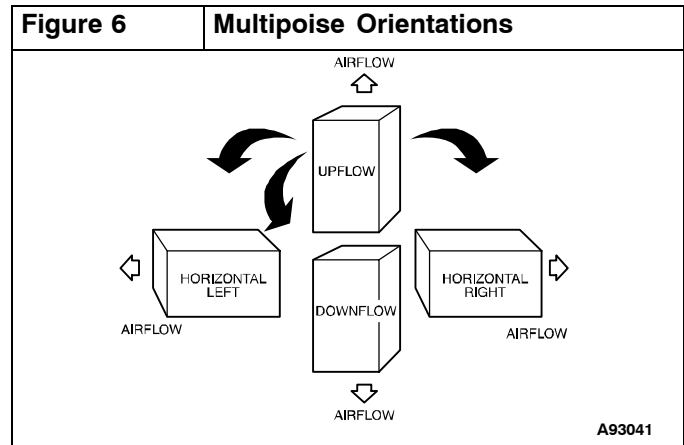 Figure 6
Multipoise Orientations
AIRFLOW
UPFLOW
HORIZONTAL
LEFT
AIRFLOW
DOWNFLOW
HORIZONTAL
RIGHT
AIRFLOW
AIRFLOW
A93041